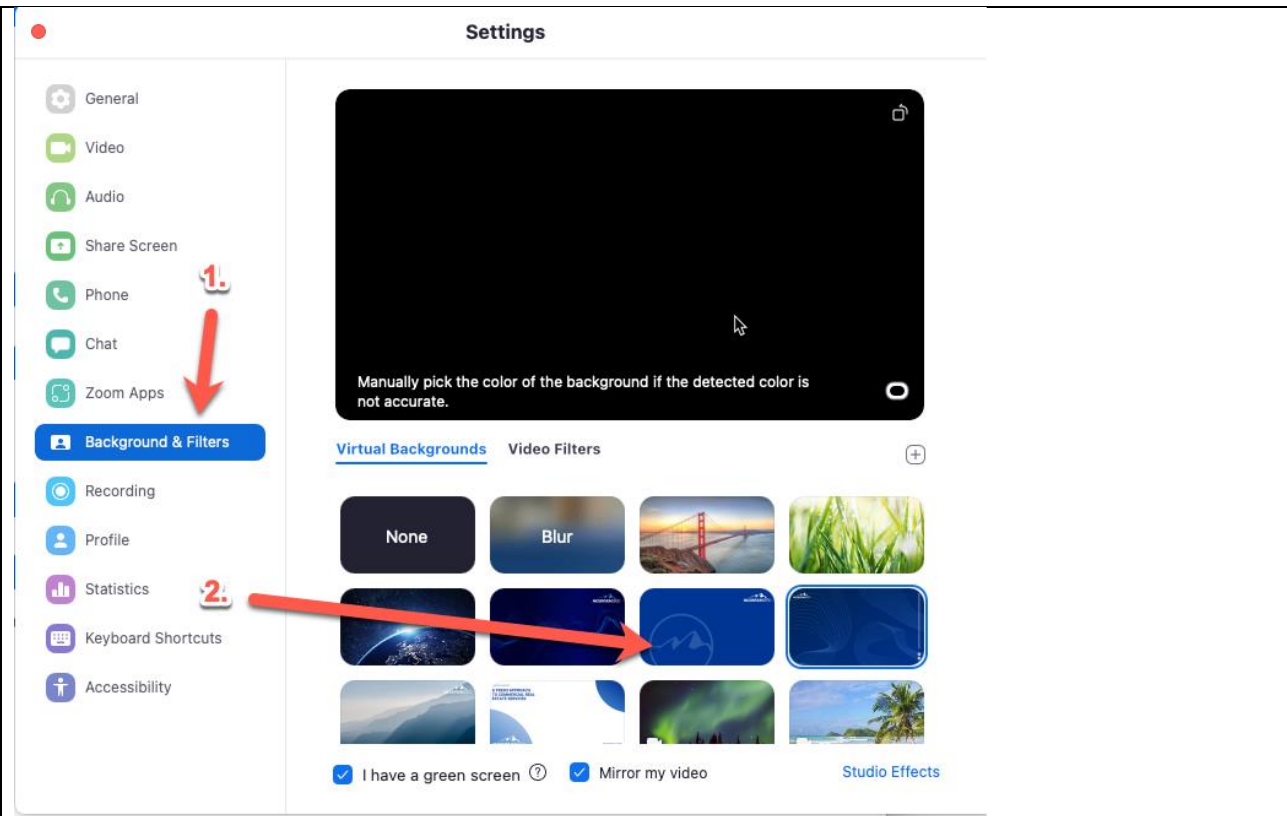 Settings
General
Video
Audio
Share Screen
1.
Phone
Chat
Zoom Apps
Background & Filters
Recording
Profile
Statistics
2.
Keyboard Shortcuts
Accessibility
Manually pick the color of the background if the detected color is
not accurate.
Virtual Backgrounds Video Filters
None Blur
I have a green screen ? Mirror my video Studio Effects